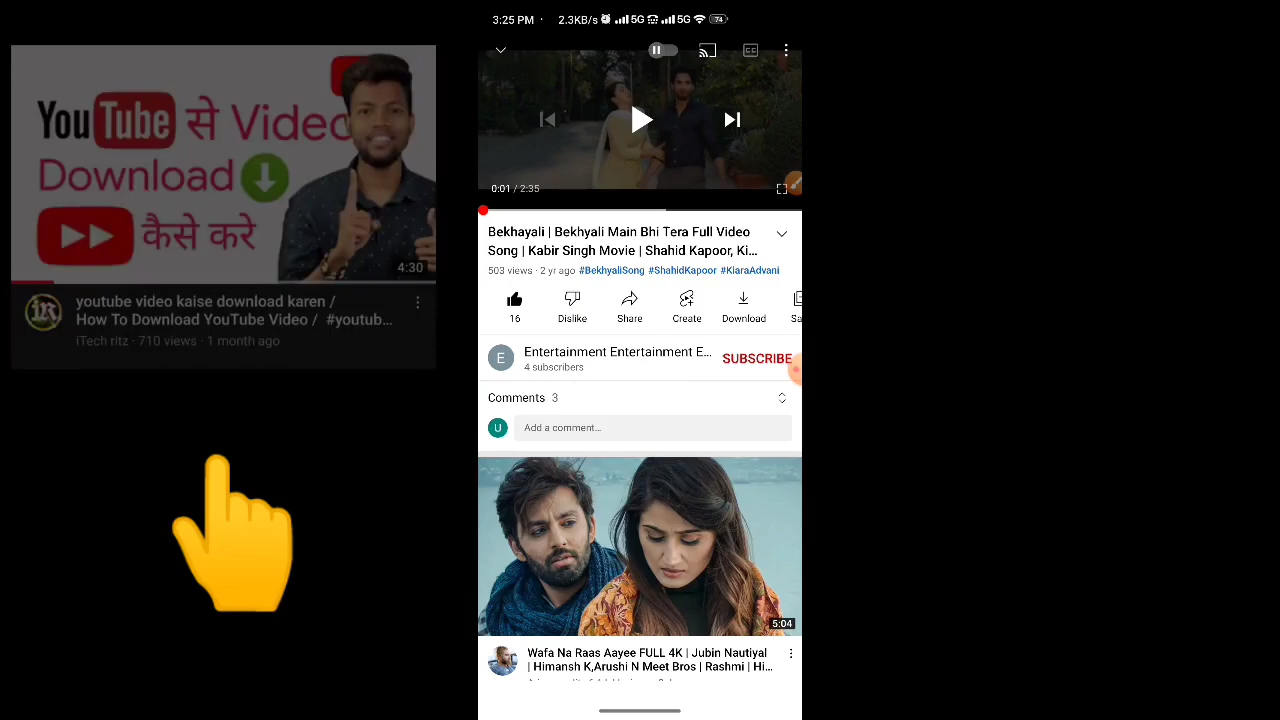 YouTube से Video
Download
कैसे करे
4:30
iR
youtube video kaise download karen /
How To Download YouTube Video / #youtub...
iTech ritz · 710 views · 1 month ago
3:25 PM · 2.3KB/s 5G 5G 74
CC
0:01 / 2:35
Bekhayali | Bekhyali Main Bhi Tera Full Video
Song | Kabir Singh Movie | Shahid Kapoor, Ki...
503 views · 2 yr ago #BekhyaliSong #ShahidKapoor #KiaraAdvani
16 Dislike Share Create Download Sa
E
Entertainment Entertainment E...
SUBSCRIBE
4 subscribers
Comments 3
U
Add a comment...
5:04
Wafa Na Raas Aayee FULL 4K | Jubin Nautiyal
| Himansh K,Arushi N Meet Bros | Rashmi | Hi...